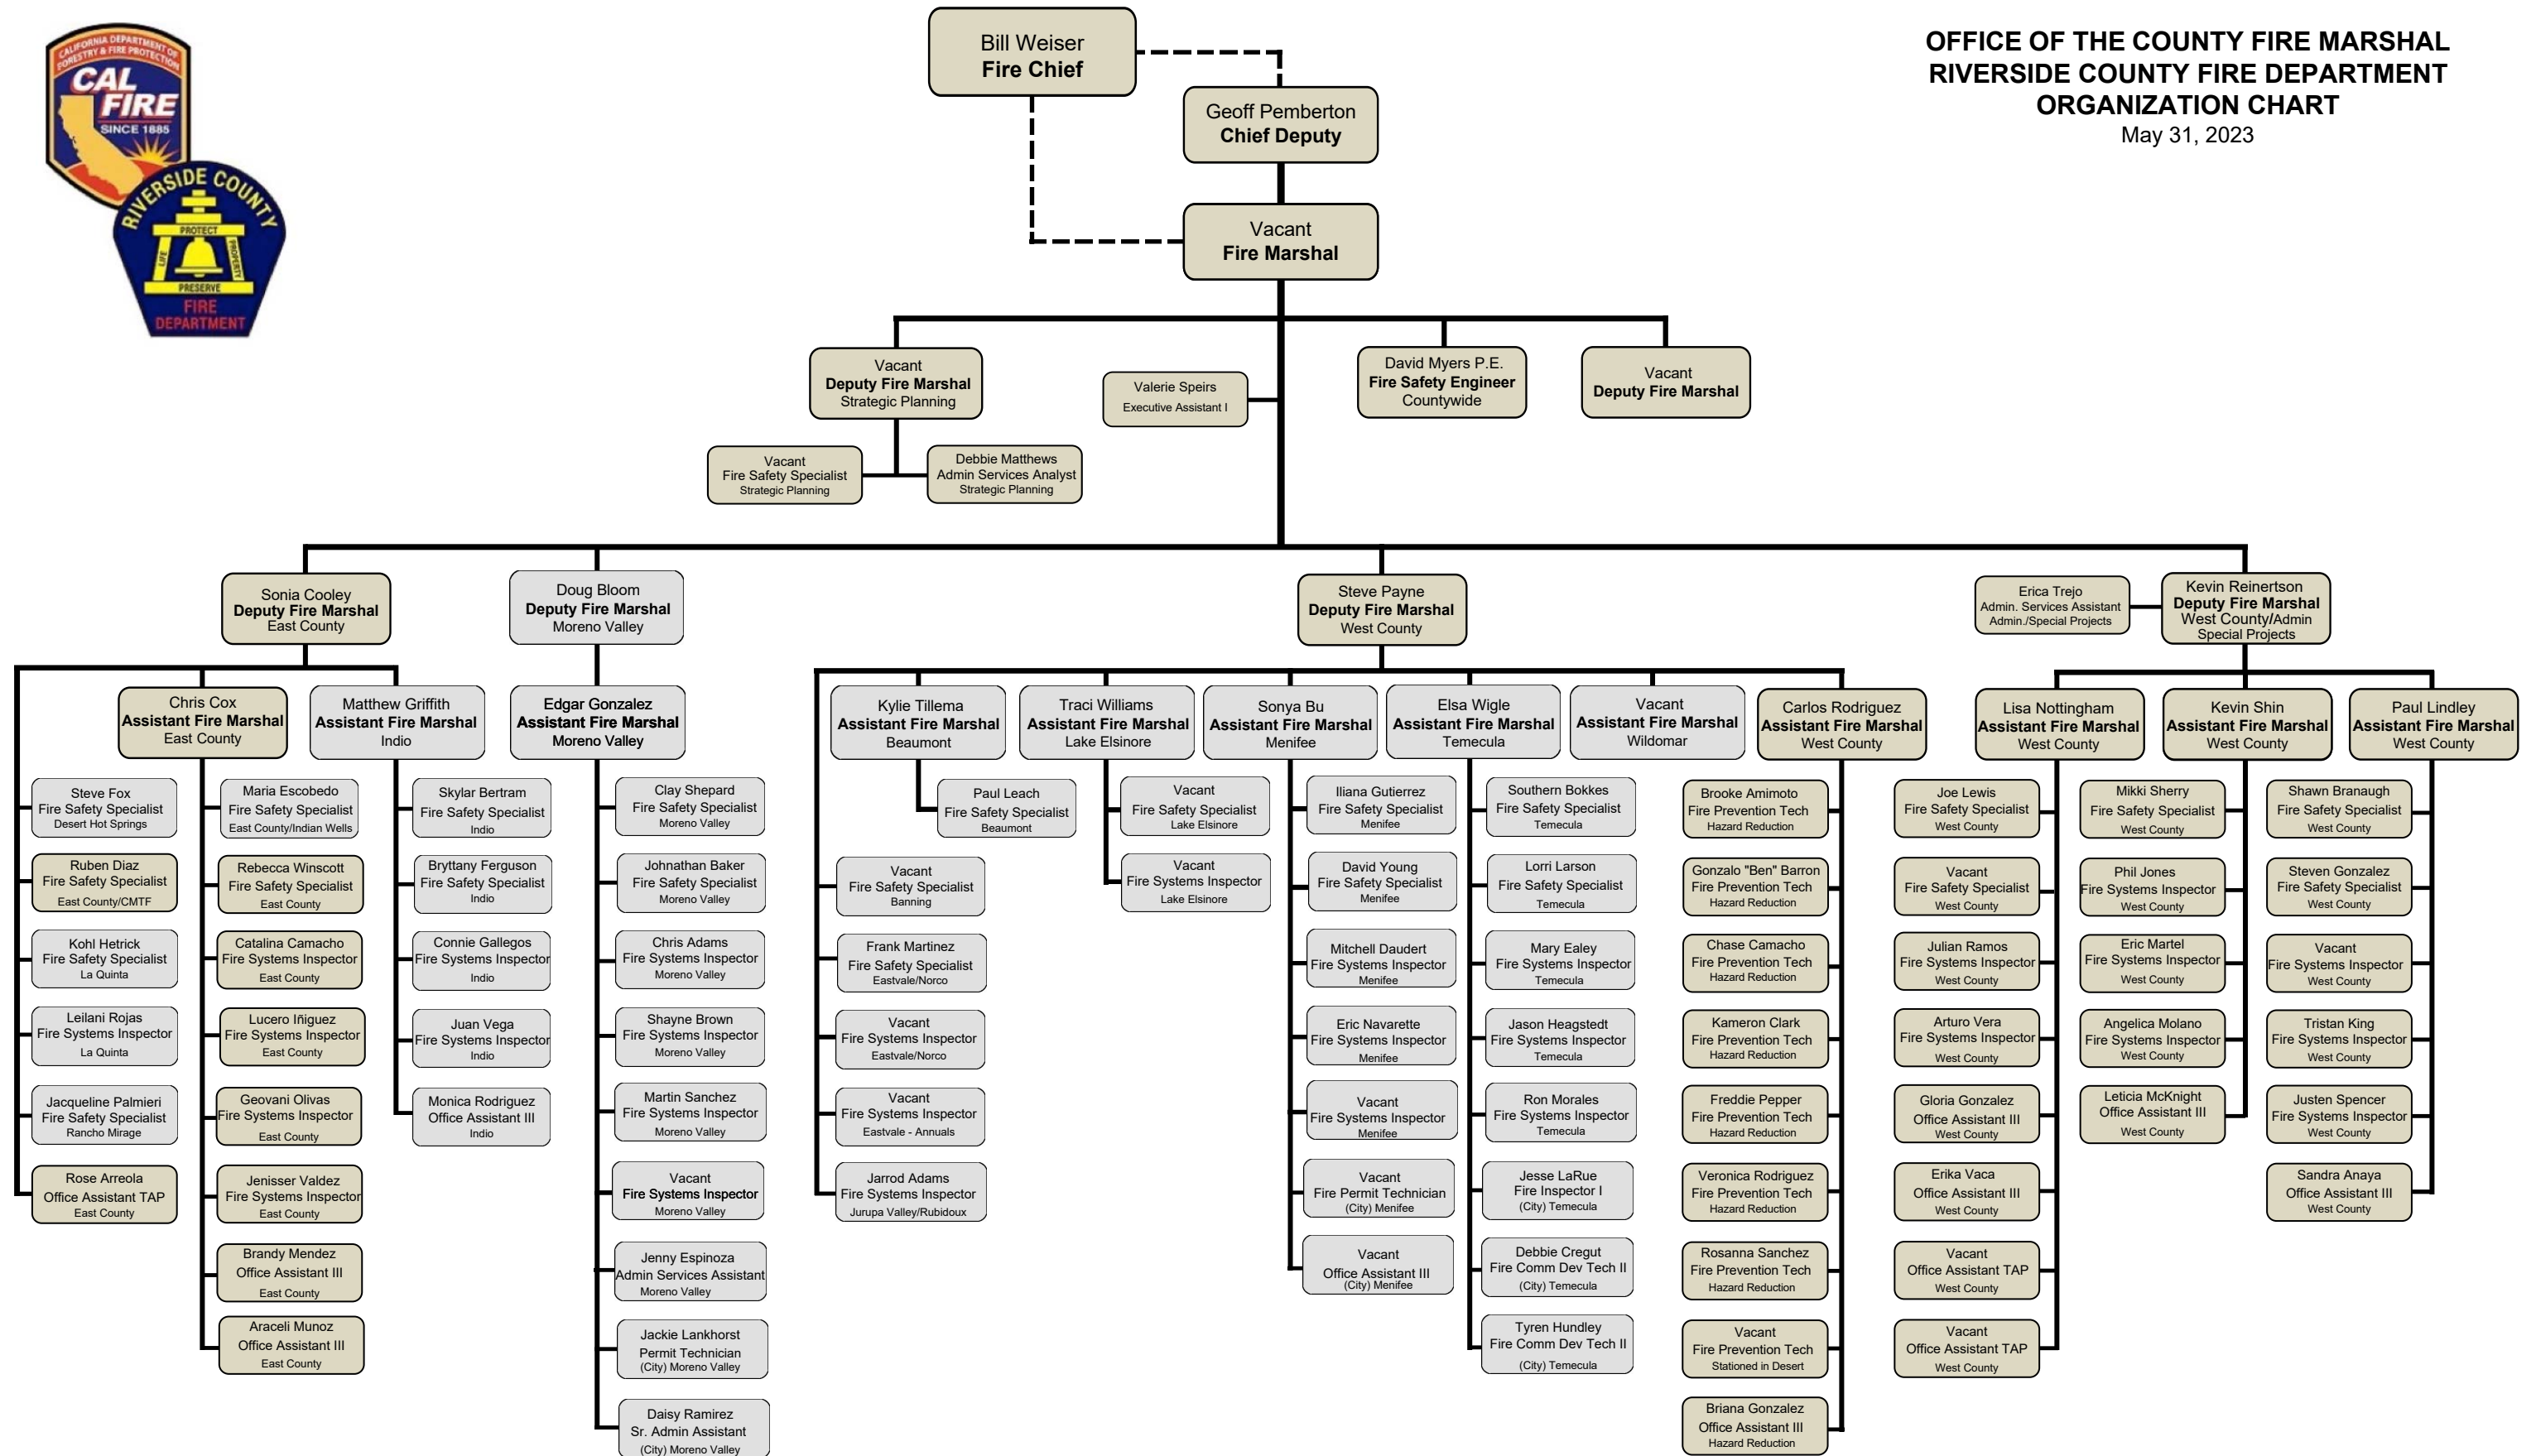 CALIFORNIA DEPARTMENT OF
FORESTRY & FIRE PROTECTION
CAL
FIRE
SINCE 1885
RIVERSIDE COUNTY
PROTECT
LIFE
PROPERTY
PRESERVE
FIRE
DEPARTMENT
OFFICE OF THE COUNTY FIRE MARSHAL
RIVERSIDE COUNTY FIRE DEPARTMENT
ORGANIZATION CHART
May 31, 2023
Bill Weiser
Fire Chief
Geoff Pemberton
Chief Deputy
Vacant
Fire Marshal
Vacant
Deputy Fire Marshal
Strategic Planning
Valerie Speirs
Executive Assistant I
David Myers P.E.
Fire Safety Engineer
Countywide
Vacant
Deputy Fire Marshal
Vacant
Fire Safety Specialist
Strategic Planning
Debbie Matthews
Admin Services Analyst
Strategic Planning
Sonia Cooley
Deputy Fire Marshal
East County
Doug Bloom
Deputy Fire Marshal
Moreno Valley
Steve Payne
Deputy Fire Marshal
West County
Erica Trejo
Admin. Services Assistant
Admin./Special Projects
Kevin Reinertson
Deputy Fire Marshal
West County/Admin
Special Projects
Chris Cox
Assistant Fire Marshal
East County
Matthew Griffith
Assistant Fire Marshal
Indio
Edgar Gonzalez
Assistant Fire Marshal
Moreno Valley
Kylie Tillema
Assistant Fire Marshal
Beaumont
Traci Williams
Assistant Fire Marshal
Lake Elsinore
Sonya Bu
Assistant Fire Marshal
Menifee
Elsa Wigle
Assistant Fire Marshal
Temecula
Vacant
Assistant Fire Marshal
Wildomar
Carlos Rodriguez
Assistant Fire Marshal
West County
Lisa Nottingham
Assistant Fire Marshal
West County
Kevin Shin
Assistant Fire Marshal
West County
Paul Lindley
Assistant Fire Marshal
West County
Steve Fox
Fire Safety Specialist
Desert Hot Springs
Ruben Diaz
Fire Safety Specialist
East County/CMTF
Kohl Hetrick
Fire Safety Specialist
La Quinta
Leilani Rojas
Fire Systems Inspector
La Quinta
Jacqueline Palmieri
Fire Safety Specialist
Rancho Mirage
Rose Arreola
Office Assistant TAP
East County
Maria Escobedo
Fire Safety Specialist
East County/Indian Wells
Rebecca Winscott
Fire Safety Specialist
East County
Catalina Camacho
Fire Systems Inspector
East County
Lucero Iñiguez
Fire Systems Inspector
East County
Geovani Olivas
Fire Systems Inspector
East County
Jenisser Valdez
Fire Systems Inspector
East County
Brandy Mendez
Office Assistant III
East County
Araceli Munoz
Office Assistant III
East County
Skylar Bertram
Fire Safety Specialist
Indio
Bryttany Ferguson
Fire Safety Specialist
Indio
Connie Gallegos
Fire Systems Inspector
Indio
Juan Vega
Fire Systems Inspector
Indio
Monica Rodriguez
Office Assistant III
Indio
Clay Shepard
Fire Safety Specialist
Moreno Valley
Johnathan Baker
Fire Safety Specialist
Moreno Valley
Chris Adams
Fire Systems Inspector
Moreno Valley
Shayne Brown
Fire Systems Inspector
Moreno Valley
Martin Sanchez
Fire Systems Inspector
Moreno Valley
Vacant
Fire Systems Inspector
Moreno Valley
Jenny Espinoza
Admin Services Assistant
Moreno Valley
Jackie Lankhorst
Permit Technician
(City) Moreno Valley
Daisy Ramirez
Sr. Admin Assistant
(City) Moreno Valley
Vacant
Fire Safety Specialist
Banning
Frank Martinez
Fire Safety Specialist
Eastvale/Norco
Vacant
Fire Systems Inspector
Eastvale/Norco
Vacant
Fire Systems Inspector
Eastvale - Annuals
Jarrod Adams
Fire Systems Inspector
Jurupa Valley/Rubidoux
Paul Leach
Fire Safety Specialist
Beaumont
Vacant
Fire Safety Specialist
Lake Elsinore
Vacant
Fire Systems Inspector
Lake Elsinore
Iliana Gutierrez
Fire Safety Specialist
Menifee
David Young
Fire Safety Specialist
Menifee
Mitchell Daudert
Fire Systems Inspector
Menifee
Eric Navarette
Fire Systems Inspector
Menifee
Vacant
Fire Systems Inspector
Menifee
Vacant
Fire Permit Technician
(City) Menifee
Vacant
Office Assistant III
(City) Menifee
Southern Bokkes
Fire Safety Specialist
Temecula
Lorri Larson
Fire Safety Specialist
Temecula
Mary Ealey
Fire Systems Inspector
Temecula
Jason Heagstedt
Fire Systems Inspector
Temecula
Ron Morales
Fire Systems Inspector
Temecula
Jesse LaRue
Fire Inspector I
(City) Temecula
Debbie Cregut
Fire Comm Dev Tech II
(City) Temecula
Tyren Hundley
Fire Comm Dev Tech II
(City) Temecula
Brooke Amimoto
Fire Prevention Tech
Hazard Reduction
Gonzalo "Ben" Barron
Fire Prevention Tech
Hazard Reduction
Chase Camacho
Fire Prevention Tech
Hazard Reduction
Kameron Clark
Fire Prevention Tech
Hazard Reduction
Freddie Pepper
Fire Prevention Tech
Hazard Reduction
Veronica Rodriguez
Fire Prevention Tech
Hazard Reduction
Rosanna Sanchez
Fire Prevention Tech
Hazard Reduction
Vacant
Fire Prevention Tech
Stationed in Desert
Briana Gonzalez
Office Assistant III
Hazard Reduction
Joe Lewis
Fire Safety Specialist
West County
Vacant
Fire Safety Specialist
West County
Julian Ramos
Fire Systems Inspector
West County
Arturo Vera
Fire Systems Inspector
West County
Gloria Gonzalez
Office Assistant III
West County
Erika Vaca
Office Assistant III
West County
Vacant
Office Assistant TAP
West County
Vacant
Office Assistant TAP
West County
Mikki Sherry
Fire Safety Specialist
West County
Phil Jones
Fire Systems Inspector
West County
Eric Martel
Fire Systems Inspector
West County
Angelica Molano
Fire Systems Inspector
West County
Leticia McKnight
Office Assistant III
West County
Shawn Branaugh
Fire Safety Specialist
West County
Steven Gonzalez
Fire Safety Specialist
West County
Vacant
Fire Systems Inspector
West County
Tristan King
Fire Systems Inspector
West County
Justen Spencer
Fire Systems Inspector
West County
Sandra Anaya
Office Assistant III
West County